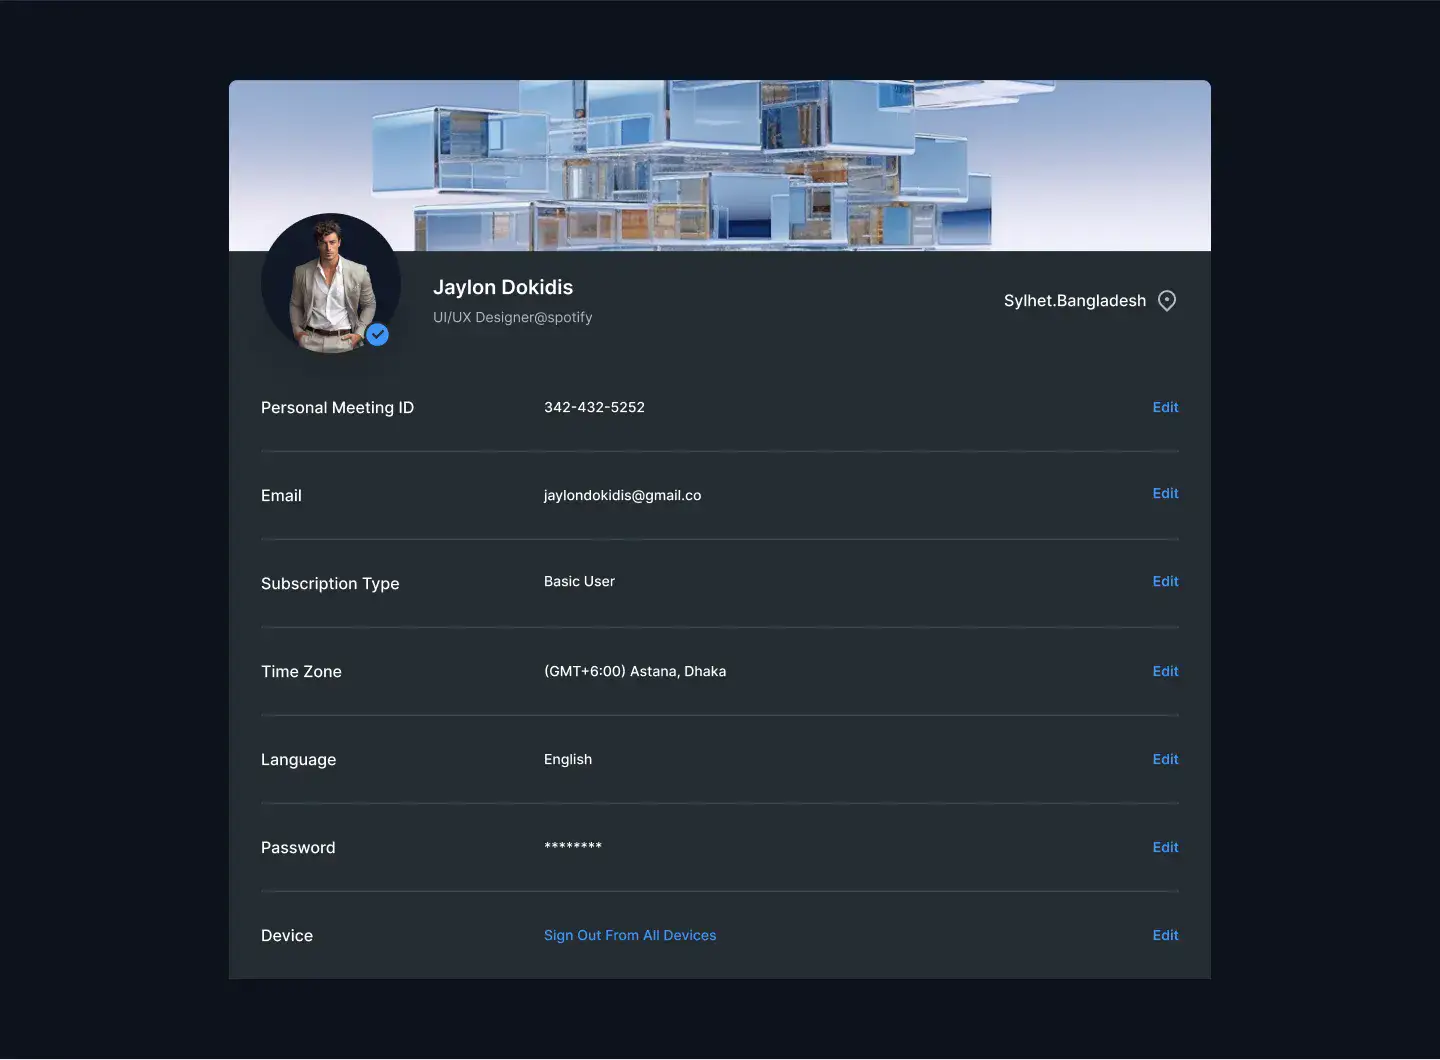 Jaylon Dokidis
UI/UX Designer@spotify
Sylhet.Bangladesh
Personal Meeting ID 342-432-5252 Edit
Email jaylondokidis@gmail.co Edit
Subscription Type Basic User Edit
Time Zone (GMT+6:00) Astana, Dhaka Edit
Language English Edit
Password ******** Edit
Device Sign Out From All Devices Edit